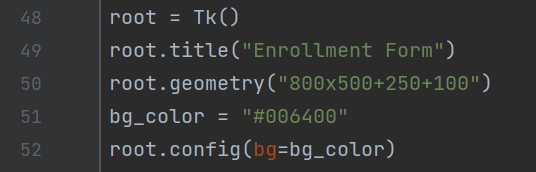 48 root = Tk()
49 root.title("Enrollment Form")
50 root.geometry("800x500+250+100")
51 bg_color = "#006400"
52 root.config(bg=bg_color)